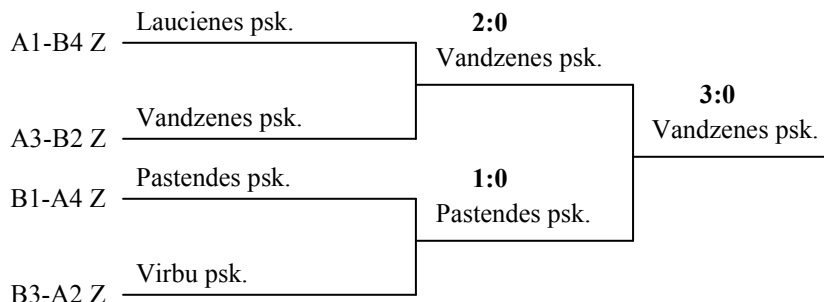 Laucienes psk.
A1-B4 Z
2:0
Vandzenes psk.
Vandzenes psk.
A3-B2 Z
3:0
Vandzenes psk.
Pastendes psk.
B1-A4 Z
1:0
Pastendes psk.
Virbu psk.
B3-A2 Z